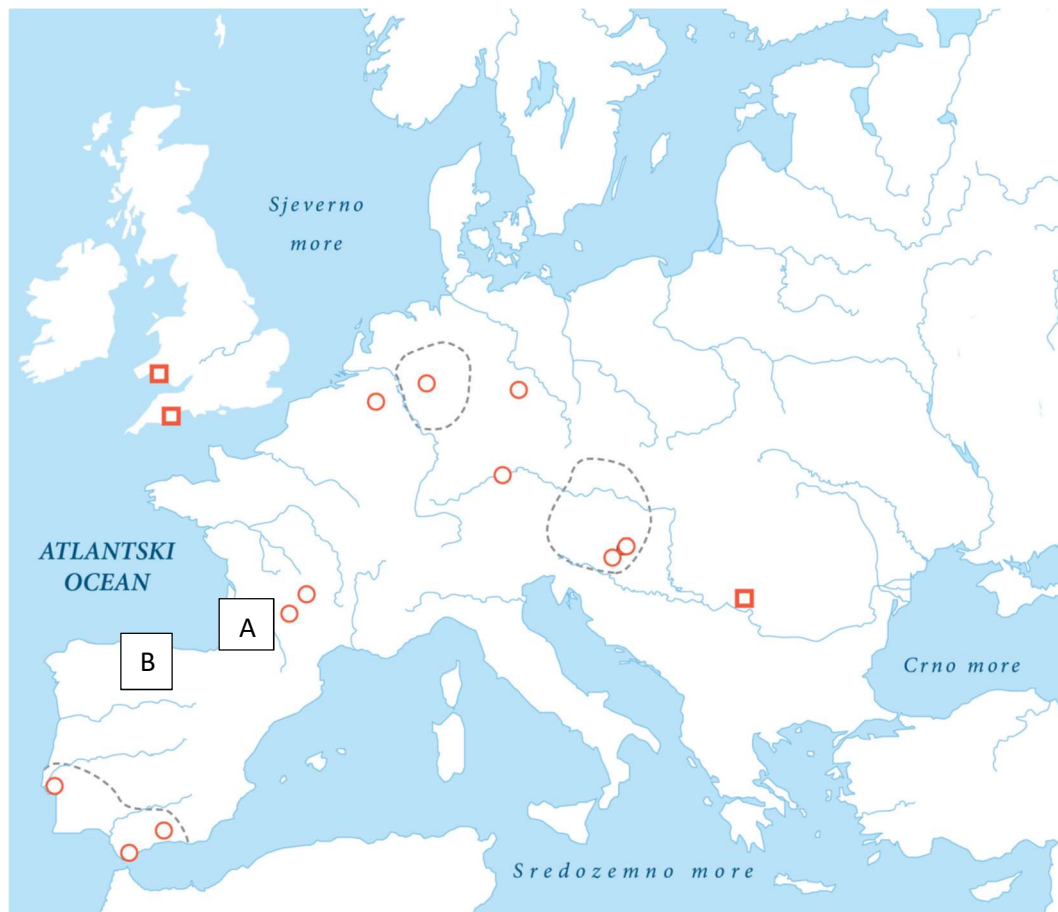 Sjeverno
more
ATLANTSKI
OCEAN
A
B
Crno more
Sredozemno more